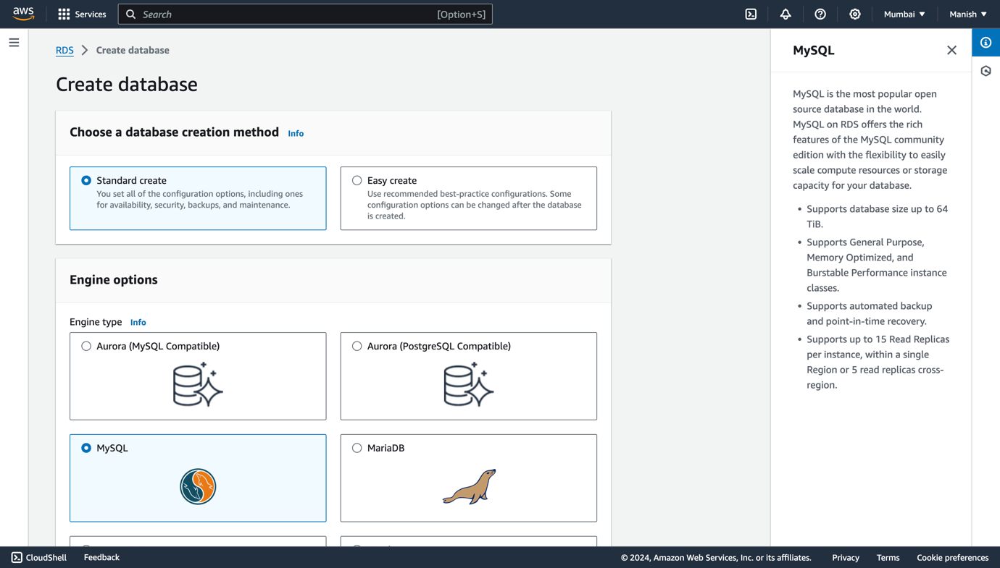 aws
Services
Search
[Option+S]
Mumbai ▼
Manish ▼
RDS > Create database
Create database
Choose a database creation method Info
Standard create
You set all of the configuration options, including ones
for availability, security, backups, and maintenance.
Easy create
Use recommended best-practice configurations. Some
configuration options can be changed after the database
is created.
Engine options
Engine type Info
Aurora (MySQL Compatible)
Aurora (PostgreSQL Compatible)
MySQL
MariaDB
MySQL
MySQL is the most popular open
source database in the world.
MySQL on RDS offers the rich
features of the MySQL community
edition with the flexibility to easily
scale compute resources or storage
capacity for your database.
• Supports database size up to 64
TiB.
• Supports General Purpose,
Memory Optimized, and
Burstable Performance instance
classes.
• Supports automated backup
and point-in-time recovery.
• Supports up to 15 Read Replicas
per instance, within a single
Region or 5 read replicas cross-
region.
CloudShell
Feedback
© 2024, Amazon Web Services, Inc. or its affiliates.
Privacy
Terms
Cookie preferences